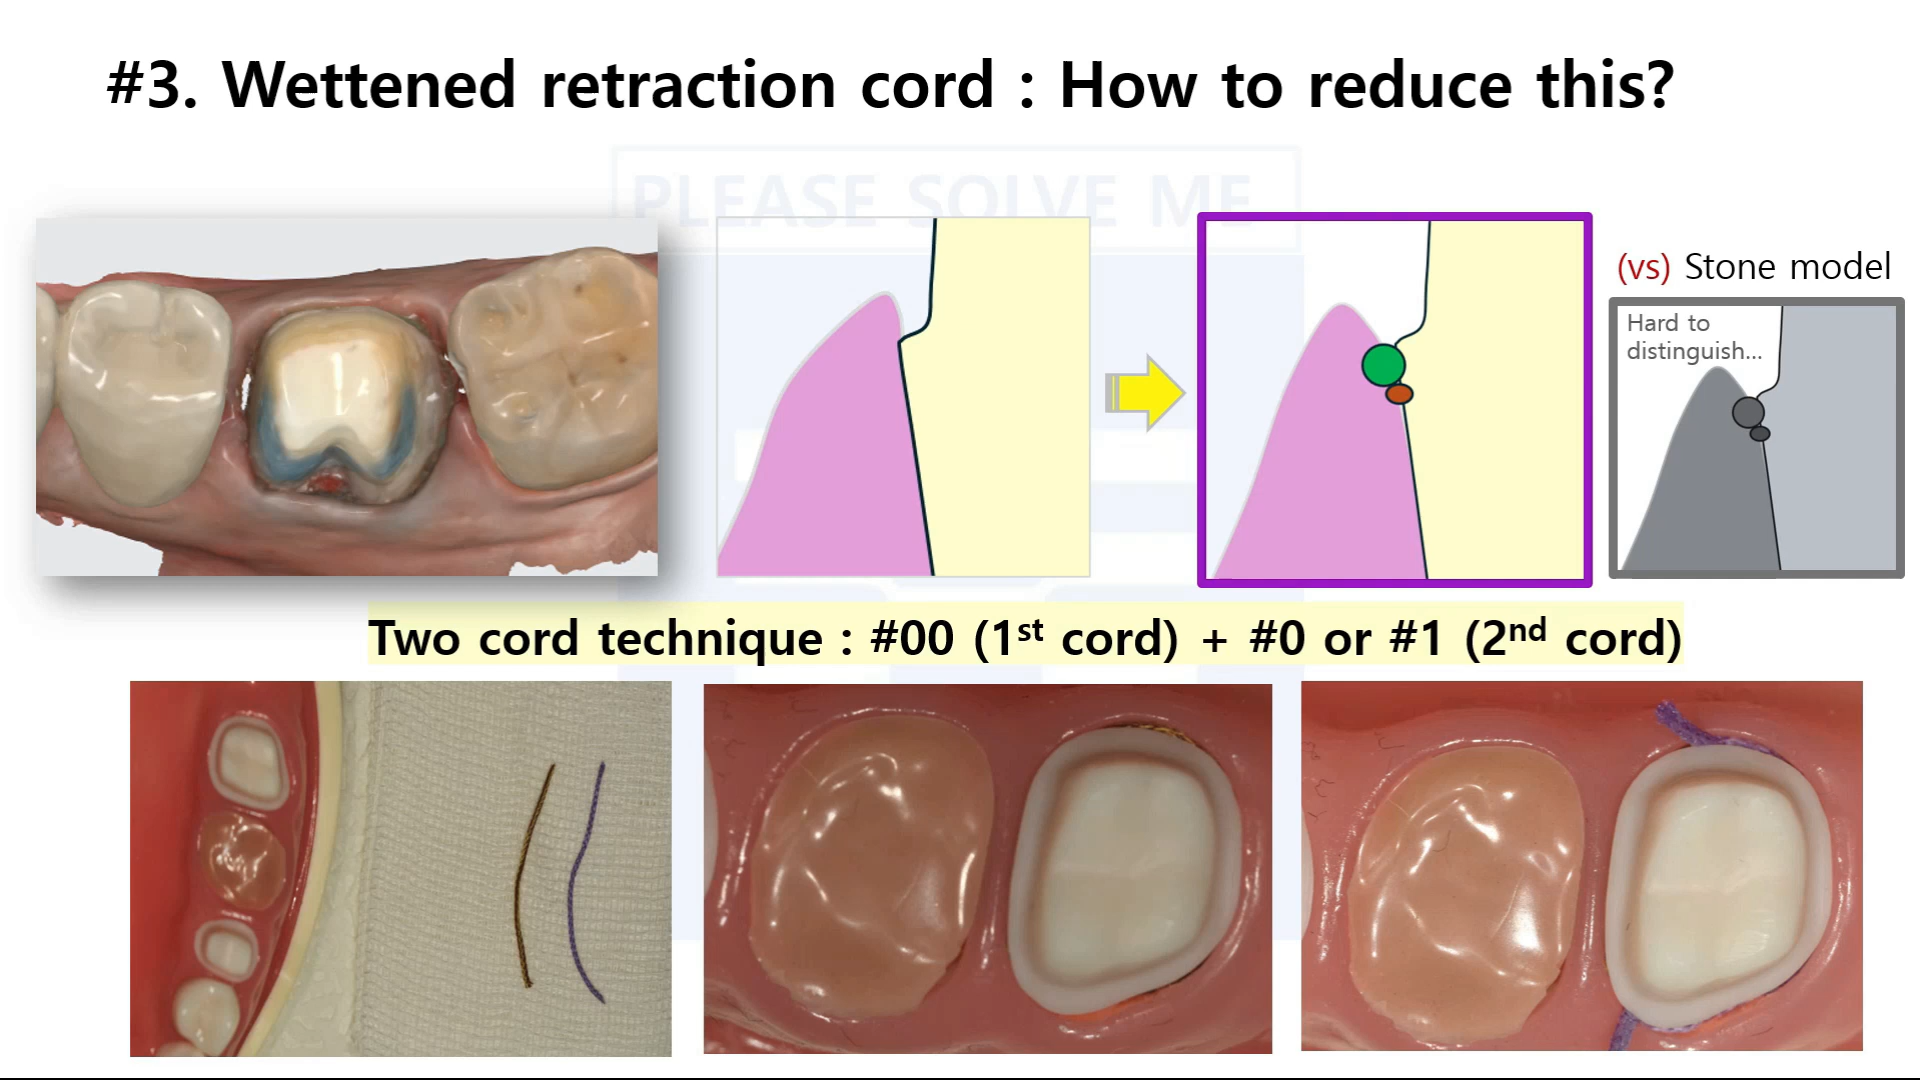 #3. Wettened retraction cord : How to reduce this?
PLEASE SOLVE ME
(vs) Stone model
Hard to
distinguish...
Two cord technique : #00 (1st cord) + #0 or #1 (2nd cord)